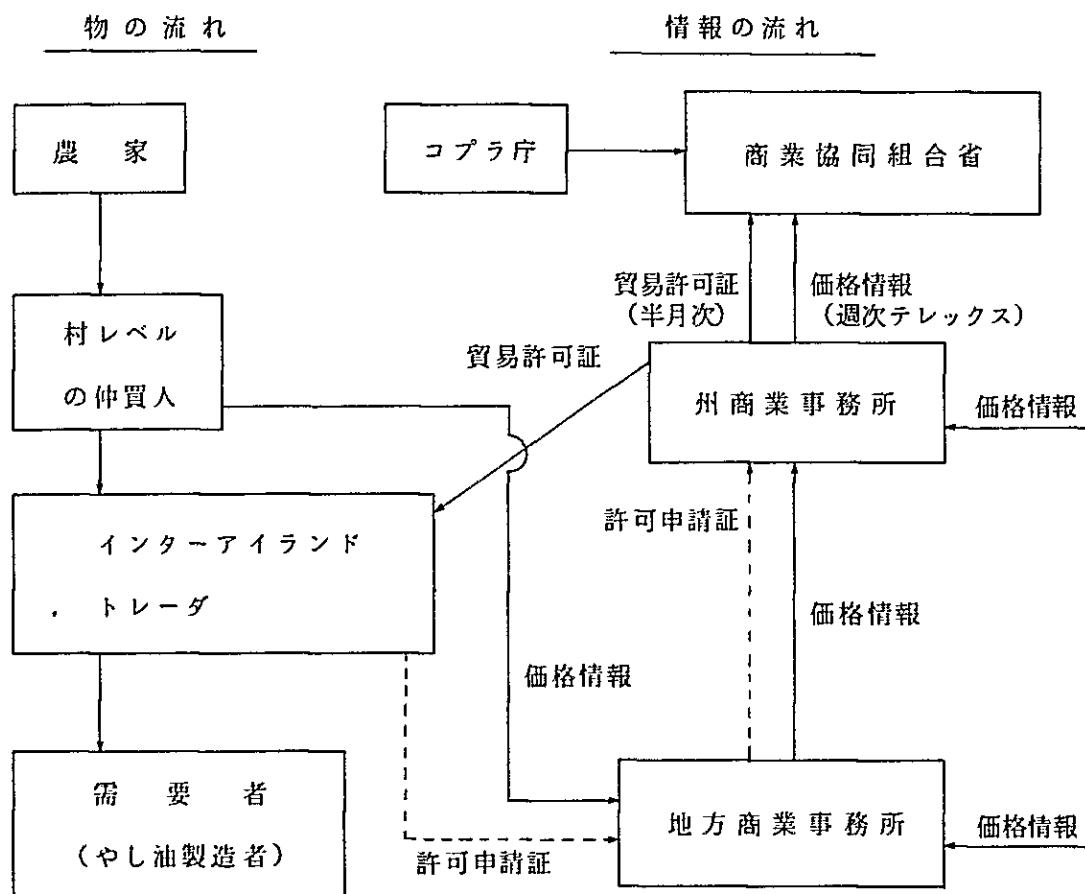 物の流れ
情報の流れ
農家
コプラ庁
商業協同組合省
村レベル
の仲買人
貿易許可証
(半月次)
価格情報
(週次テレックス)
貿易許可証
州商業事務所
価格情報
インターアイランド
トレーダ
許可申請証
価格情報
価格情報
需要者
(やし油製造者)
地方商業事務所
価格情報
許可申請証